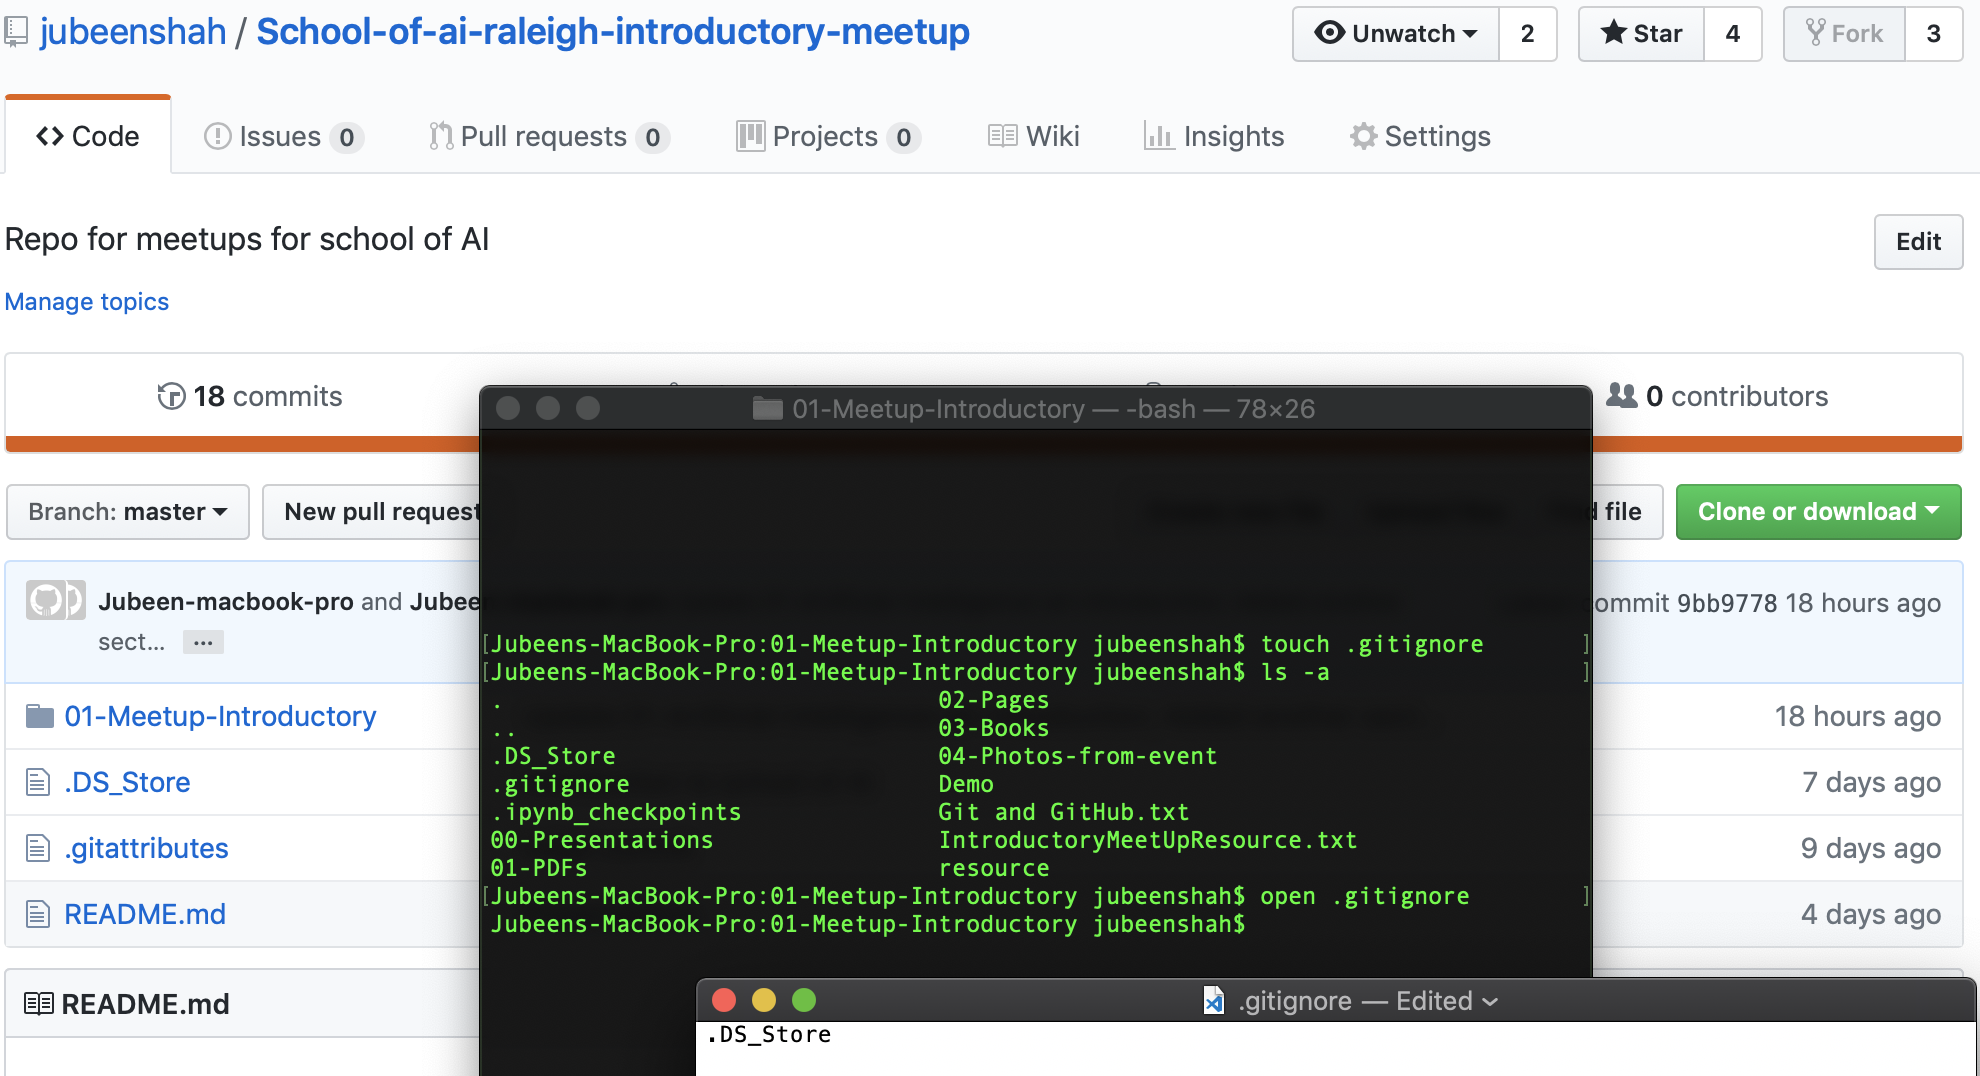 jubeenshah / School-of-ai-raleigh-introductory-meetup
Unwatch 2
Star 4
Fork 3
Code
Issues 0
Pull requests 0
Projects 0
Wiki
Insights
Settings
Repo for meetups for school of AI
Edit
Manage topics
18 commits
0 contributors
Branch: master
New pull request
file
Clone or download
Jubeen-macbook-pro and
sect... ...
commit 9bb9778 18 hours ago
01-Meetup-Introductory
18 hours ago
.DS_Store
7 days ago
.gitattributes
9 days ago
README.md
4 days ago
README.md
01-Meetup-Introductory — -bash — 78×26
[Jubeens-MacBook-Pro:01-Meetup-Introductory jubeenshah$ touch .gitignore ]
[Jubeens-MacBook-Pro:01-Meetup-Introductory jubeenshah$ ls -a ]
. 02-Pages
.. 03-Books
.DS_Store 04-Photos-from-event
.gitignore Demo
.ipynb_checkpoints Git and GitHub.txt
00-Presentations IntroductoryMeetUpResource.txt
01-PDFs resource
[Jubeens-MacBook-Pro:01-Meetup-Introductory jubeenshah$ open .gitignore ]
Jubeens-MacBook-Pro:01-Meetup-Introductory jubeenshah$
.gitignore — Edited
.DS_Store